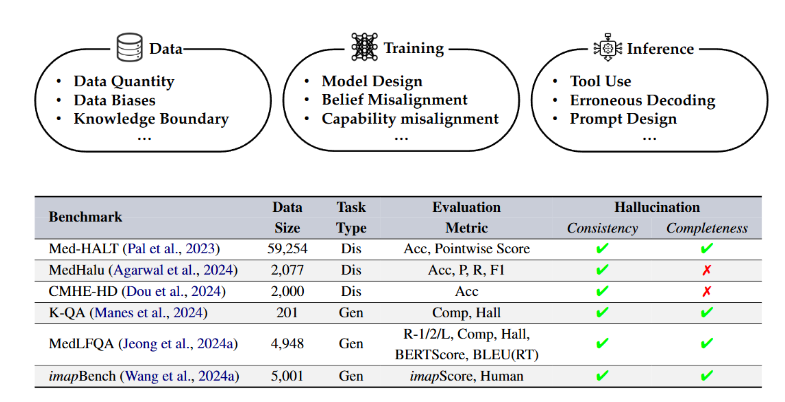 Data
• Data Quantity
• Data Biases
• Knowledge Boundary
...
Training
• Model Design
• Belief Misalignment
• Capability misalignment
...
Inference
• Tool Use
• Erroneous Decoding
• Prompt Design
...
Benchmark Data Size Task Type Evaluation Metric Hallucination
Consistency Completeness
Med-HALT (Pal et al., 2023) 59,254 Dis Acc, Pointwise Score ✔ ✔
MedHalu (Agarwal et al., 2024) 2,077 Dis Acc, P, R, F1 ✔ ✗
CMHE-HD (Dou et al., 2024) 2,000 Dis Acc ✔ ✗
K-QA (Manes et al., 2024) 201 Gen Comp, Hall ✔ ✔
MedLFQA (Jeong et al., 2024a) 4,948 Gen R-1/2/L, Comp, Hall, BERTScore, BLEU(RT) ✔ ✔
imapBench (Wang et al., 2024a) 5,001 Gen imapScore, Human ✔ ✔